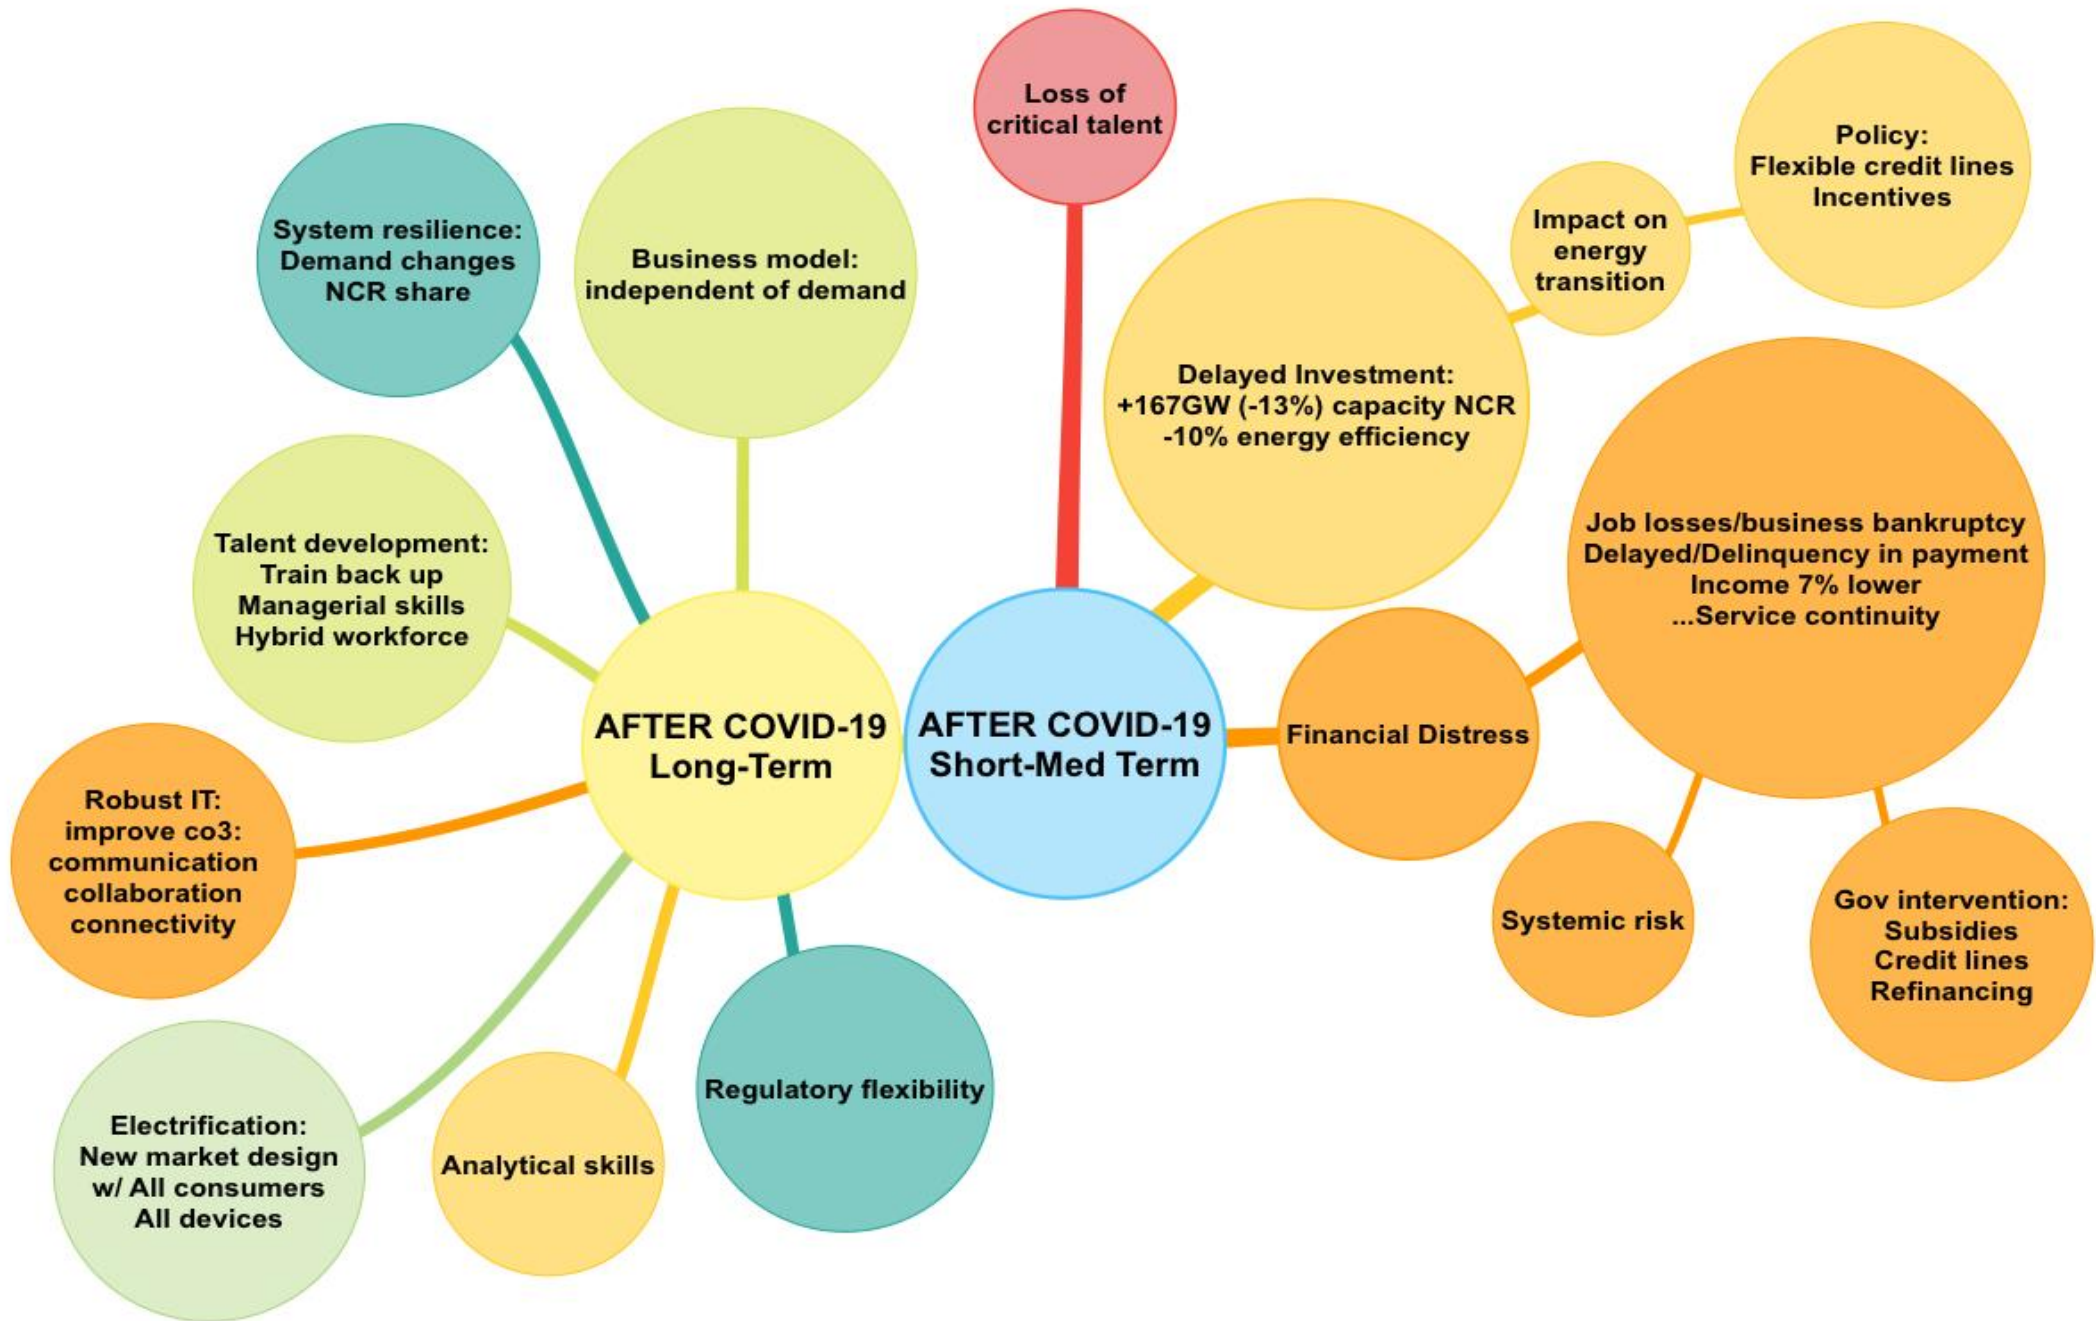 Loss of
critical talent
Policy:
Flexible credit lines
Incentives
Impact on
energy
transition
System resilience:
Demand changes
NCR share
Business model:
independent of demand
Delayed Investment:
+167GW (-13%) capacity NCR
-10% energy efficiency
Job losses/business bankruptcy
Delayed/Delinquency in payment
Income 7% lower
...Service continuity
Talent development:
Train back up
Managerial skills
Hybrid workforce
AFTER COVID-19
Long-Term
AFTER COVID-19
Short-Med Term
Financial Distress
Robust IT:
improve co3:
communication
collaboration
connectivity
Systemic risk
Gov intervention:
Subsidies
Credit lines
Refinancing
Regulatory flexibility
Electrification:
New market design
w/ All consumers
All devices
Analytical skills